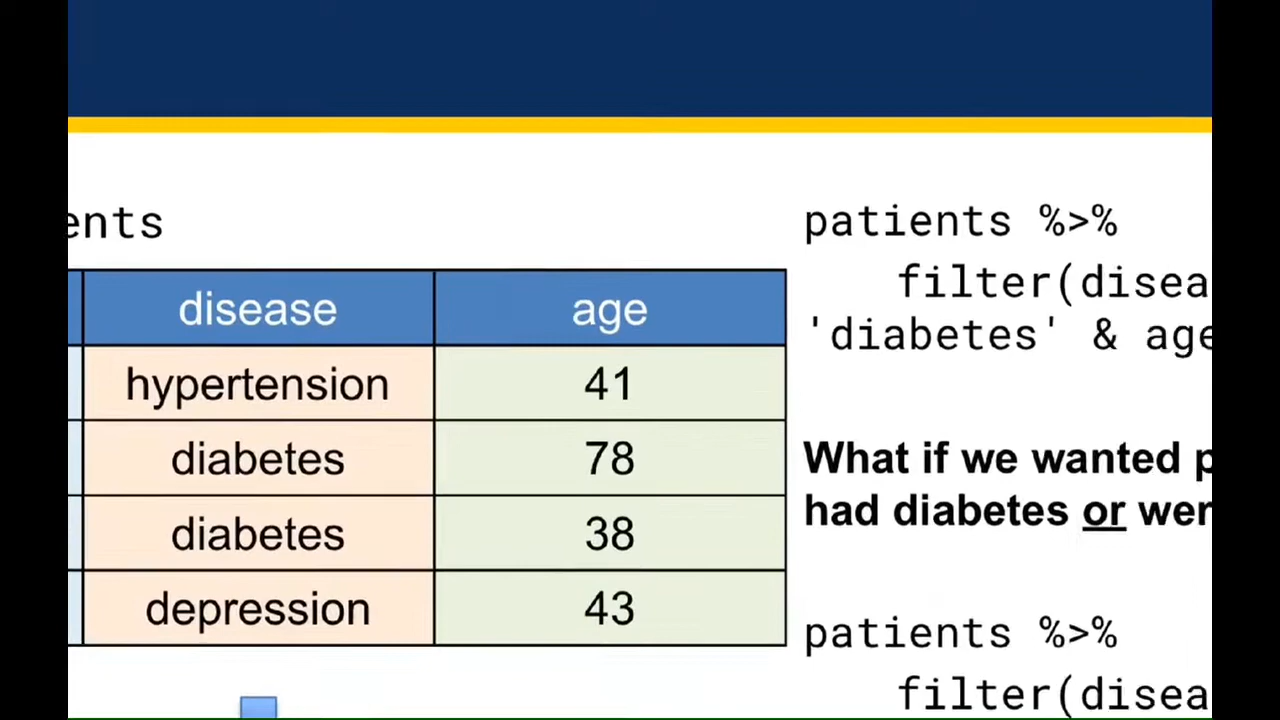 ents
disease age
hypertension 41
diabetes 78
diabetes 38
depression 43
patients %>%
filter(disea
'diabetes' & age
What if we wanted p
had diabetes or wer
patients %>%
filter(disea